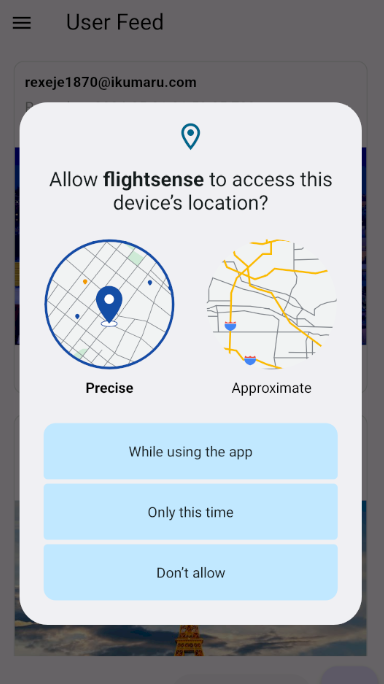 User Feed
rexeje1870@ikumaru.com
Allow flightsense to access this
device's location?
Precise
Approximate
While using the app
Only this time
Don't allow